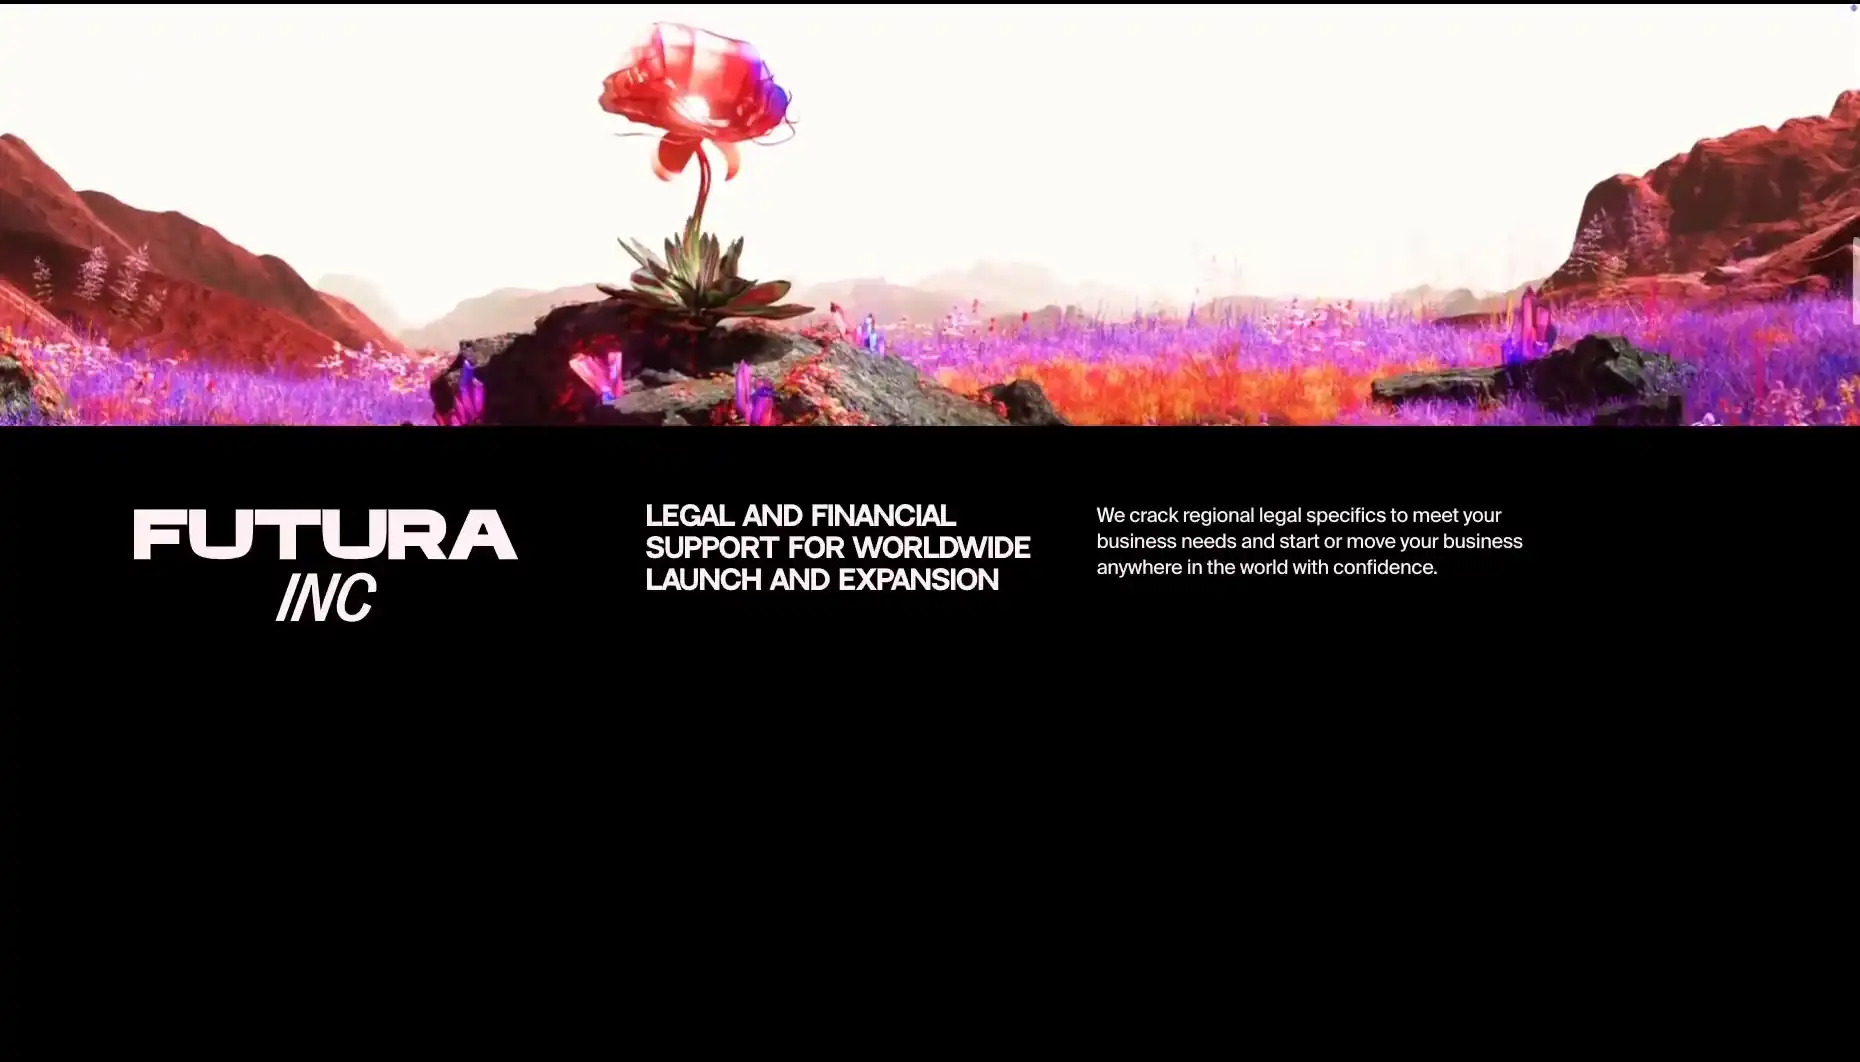 FUTURA
INC
LEGAL AND FINANCIAL
SUPPORT FOR WORLDWIDE
LAUNCH AND EXPANSION
We crack regional legal specifics to meet your
business needs and start or move your business
anywhere in the world with confidence.